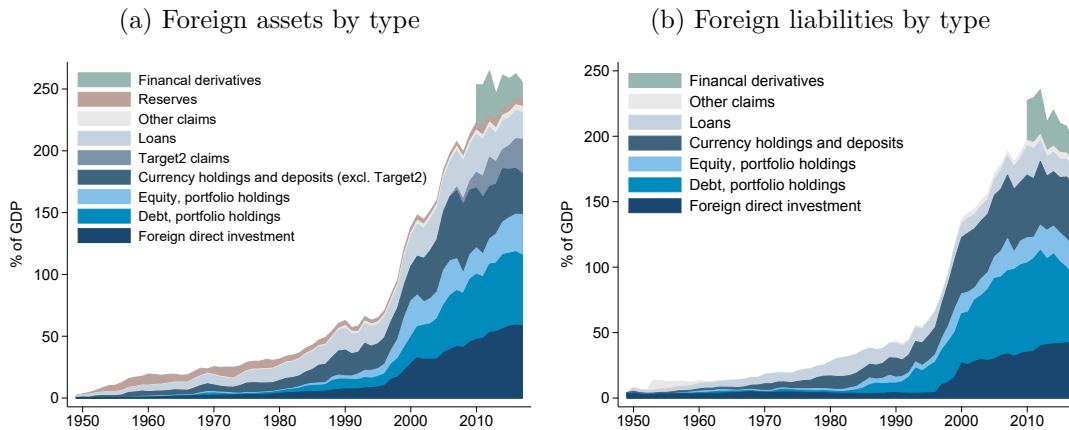 (a) Foreign assets by type
% of GDP
250
200
150
100
50
0
Financal derivatives
Reserves
Other claims
Loans
Target2 claims
Currency holdings and deposits (excl. Target2)
Equity, portfolio holdings
Debt, portfolio holdings
Foreign direct investment
1950 1960 1970 1980 1990 2000 2010
(b) Foreign liabilities by type
% of GDP
250
200
150
100
50
0
Financal derivatives
Other claims
Loans
Currency holdings and deposits
Equity, portfolio holdings
Debt, portfolio holdings
Foreign direct investment
1950 1960 1970 1980 1990 2000 2010